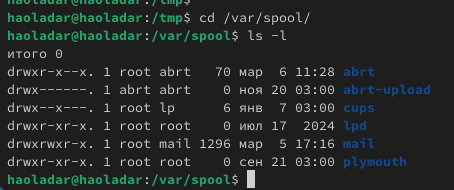 haoladar@haoladar:/tmp$
haoladar@haoladar:/tmp$ cd /var/spool/
haoladar@haoladar:/var/spool$ ls -l
итого 0
drwxr-x--x. 1 root abrt   70 мар  6 11:28 abrt
drwx------. 1 abrt abrt    0 ноя 20 03:00 abrt-upload
drwx--x---. 1 root lp      6 янв  7 03:00 cups
drwxr-xr-x. 1 root root    0 июл 17  2024 lpd
drwxrwxr-x. 1 root mail 1296 мар  5 17:16 mail
drwxr-xr-x. 1 root root    0 сен 21 03:00 plymouth
haoladar@haoladar:/var/spool$